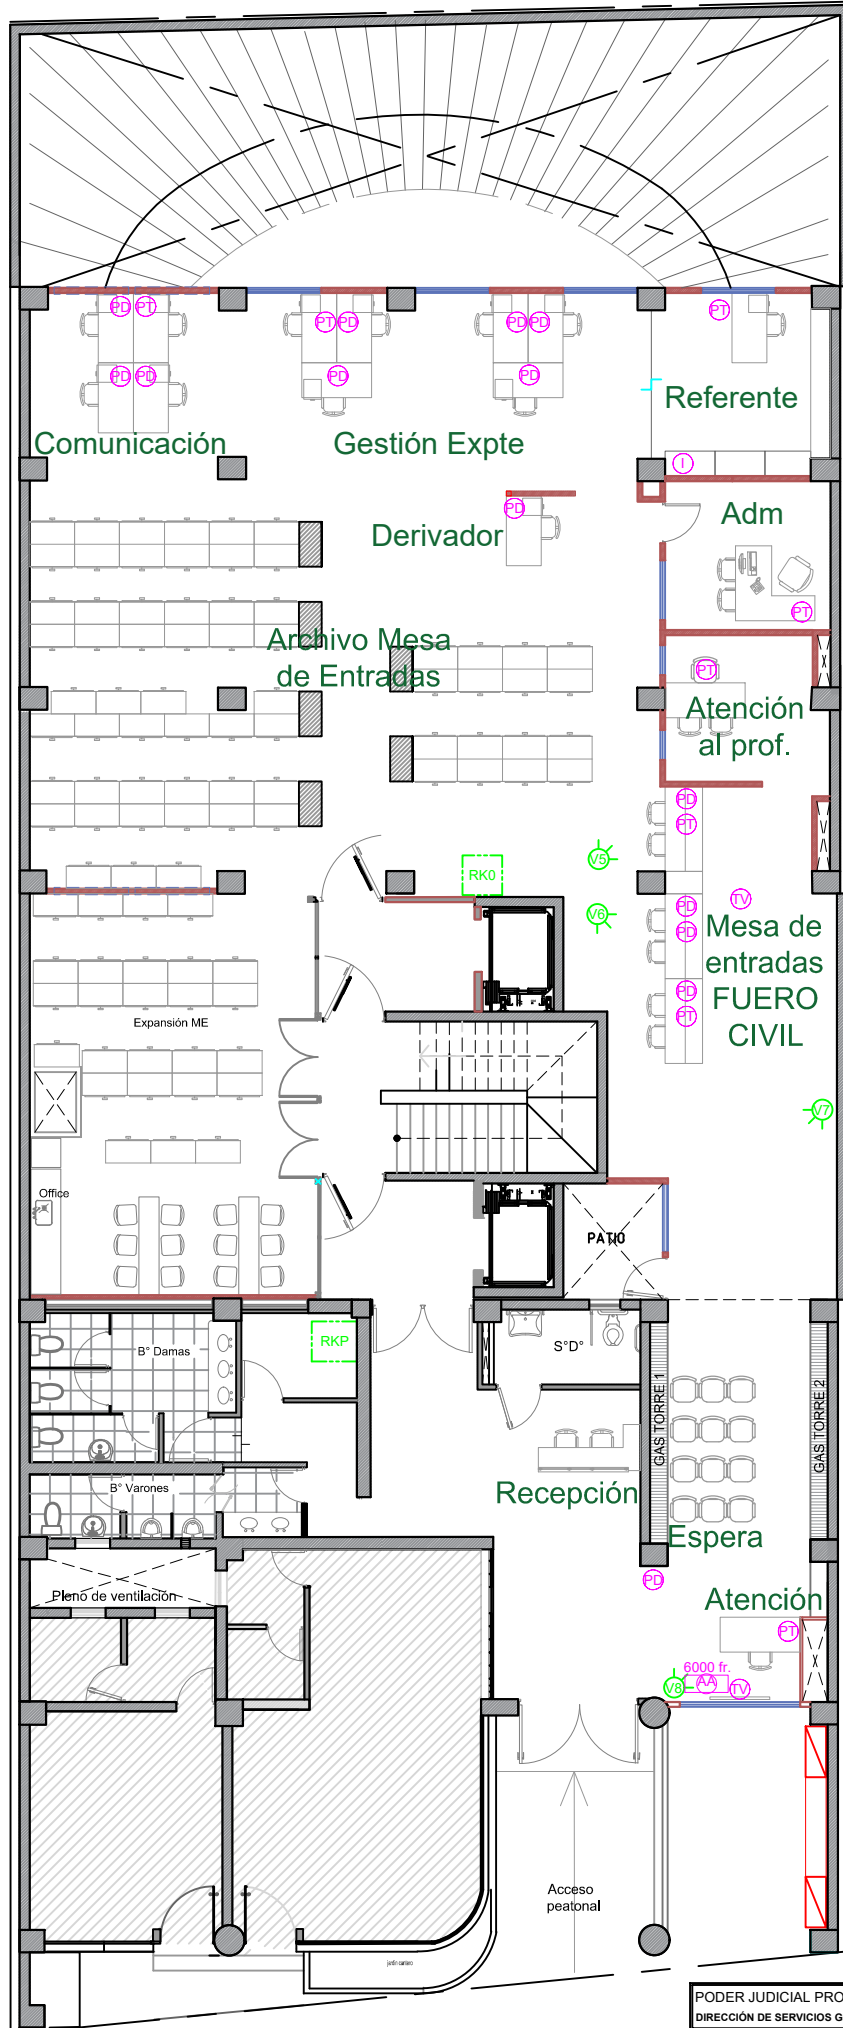 PD PT
PT PD
PD PD
PT
PD PD
PD
PD
Referente
Comunicación
Gestión Expte
I
PD
Adm
Derivador
PT
Archivo Mesa
de Entradas
PT
Atención
al prof.
PD
PT
V5
RK0
TV
PD
V6
Mesa de
PD
entradas
PD
FUERO
PT
Expansión ME
CIVIL
V7
Office
PATIO
RKP
B° Damas
S°D°
GAS TORRE 1
GAS TORRE 2
B° Varones
Recepción
Espera
PD
Pleno de ventilación
Atención
PT
6000 fr.
V8
AA
TV
Acceso
peatonal
jardin cantero
PODER JUDICIAL PRO
DIRECCIÓN DE SERVICIOS G